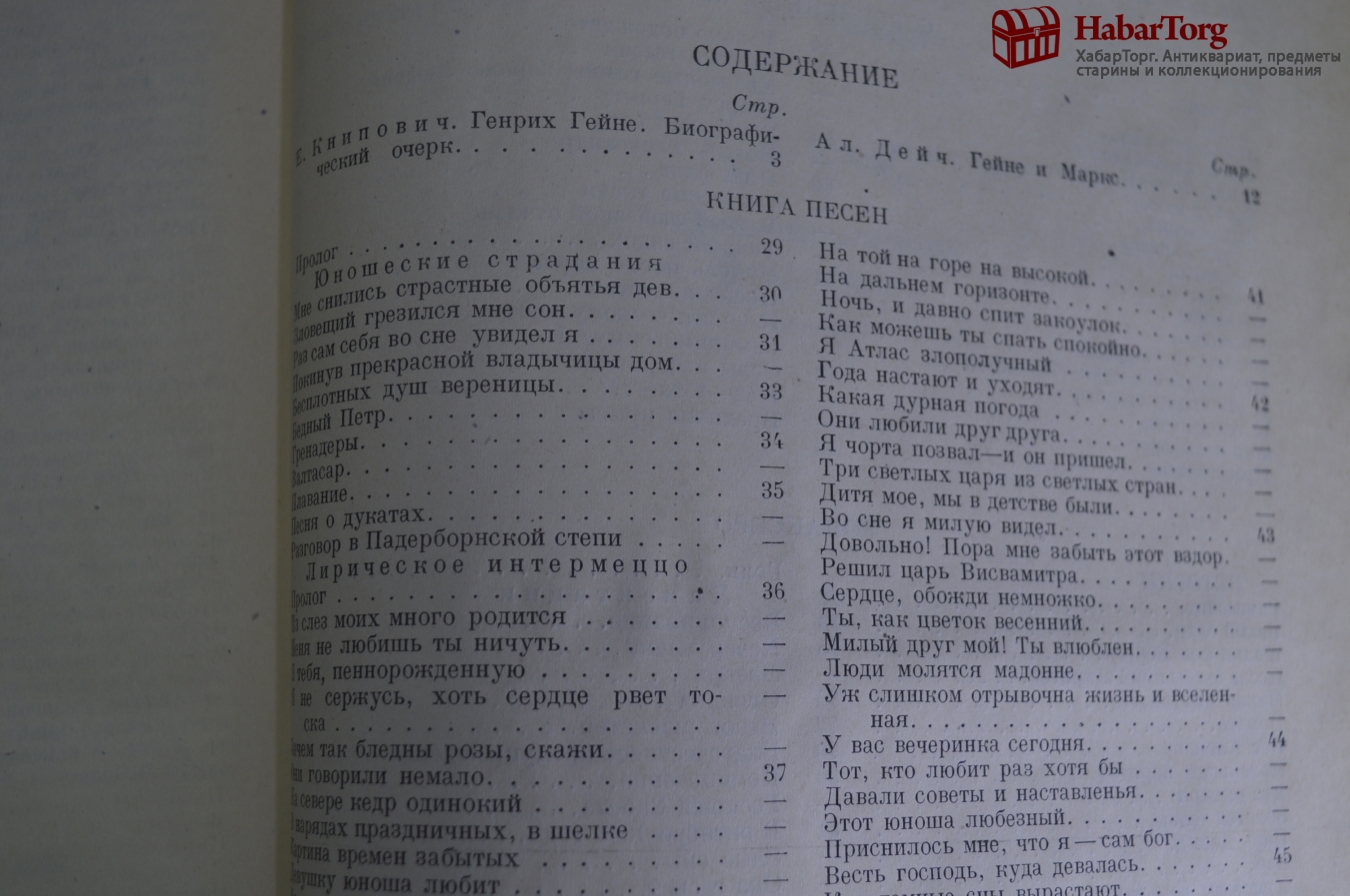 HabarTorg
ХабарТорг. Антиквариат, предметы
старины и коллекционирования
СОДЕРЖАНИЕ
Стр.
Е. Книпович. Генрих Гейне. Биографи-
ческий очерк. . . . . . . . . . . . . 3
КНИГА ПЕСЕН
Пролог . . . . . . . . . . . . . . . . . . 29
Юношеские страдания
Мне снились страстные объятья дев. . . 30
Зловещий грезился мне сон. . . . . . . . —
Раз сам себя во сне увидел я . . . . . . . 31
Покинув прекрасной владычицы дом. . . —
Бесплотных душ вереницы. . . . . . . . 33
Бедный Петр. . . . . . . . . . . . . . . —
Гренадеры. . . . . . . . . . . . . . . . 34
Валтасар. . . . . . . . . . . . . . . . . —
Плавание. . . . . . . . . . . . . . . . . 35
Песня о дукатах. . . . . . . . . . . . . —
Разговор в Падерборнской степи . . . . . —
Лирическое интермеццо
Пролог . . . . . . . . . . . . . . . . . 36
слез моих много родится . . . . . . . —
Меня не любишь ты ничуть. . . . . . . . —
тебя, пеннорожденную . . . . . . . . —
Я не сержусь, хоть сердце рвет то- —
ска . . . . . . . . . . . . . . . . .
Зачем так бледны розы, скажи. . . . . . —
Они говорили немало. . . . . . . . . . . 37
На севере кедр одинокий . . . . . . . . —
нарядах праздничных, в шелке . . . . —
Картина времен забытых . . . . . . . . —
Девушку юноша любит . . . . . . . . .
Стр.
Ал. Дейч. Гейне и Маркс. . . . . . 12
На той на горе на высокой. . . . . . . . 41
На дальнем горизонте. . . . . . . . . . —
Ночь, и давно спит закоулок. . . . . . . —
Как можешь ты спать спокойно. . . . . . —
Я Атлас злополучный . . . . . . . . . . —
Года настают и уходят. . . . . . . . . . 42
Какая дурная погода . . . . . . . . . . —
Они любили друг друга. . . . . . . . . . —
Я чорта позвал—и он пришел. . . . . . —
Три светлых царя из светлых стран. . . . —
Дитя мое, мы в детстве были. . . . . . . —
Во сне я милую видел. . . . . . . . . . 43
Довольно! Пора мне забыть этот вздор. —
Решил царь Висвамитра. . . . . . . . . —
Сердце, обожди немножко. . . . . . . . —
Ты, как цветок весенний. . . . . . . . . —
Милый друг мой! Ты влюблен. . . . . . —
Люди молятся мадонне. . . . . . . . . . —
Уж слишком отрывочна жизнь и вселен-
ная. . . . . . . . . . . . . . . . . —
У вас вечеринка сегодня. . . . . . . . . 44
Тот, кто любит раз хотя бы . . . . . . . —
Давали советы и наставленья. . . . . . . —
Этот юноша любезный. . . . . . . . . . —
Приснилось мне, что я — сам бог. . . . . —
Весть господь, куда девалась. . . . . . . 45
сны вырастают. . . . . . —